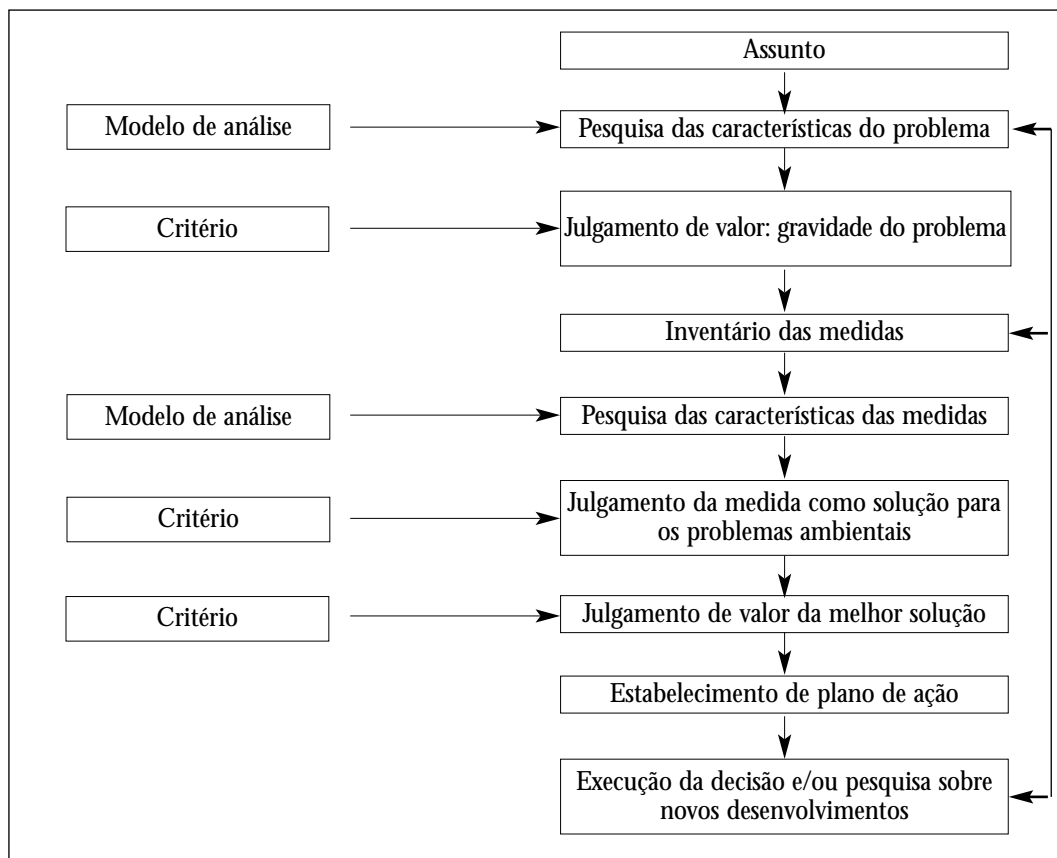 Assunto
Modelo de análise
Pesquisa das características do problema
Critério
Julgamento de valor: gravidade do problema
Inventário das medidas
Modelo de análise
Pesquisa das características das medidas
Critério
Julgamento da medida como solução para
os problemas ambientais
Critério
Julgamento de valor da melhor solução
Estabelecimento de plano de ação
Execução da decisão e/ou pesquisa sobre
novos desenvolvimentos